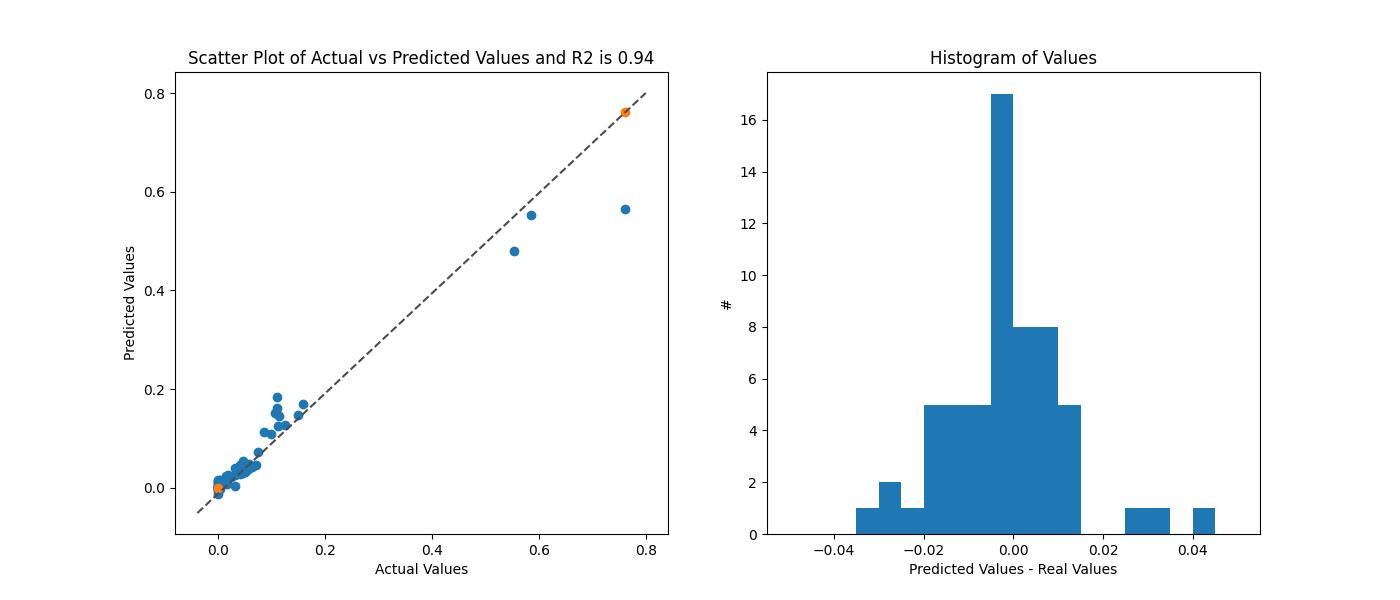 Scatter Plot of Actual vs Predicted Values and R2 is 0.94
0.8
0.6
0.4
0.2
0.0
Predicted Values
0.0 0.2 0.4 0.6 0.8
Actual Values
Histogram of Values
16
14
12
10
8
6
4
2
0
#
−0.04 −0.02 0.00 0.02 0.04
Predicted Values - Real Values